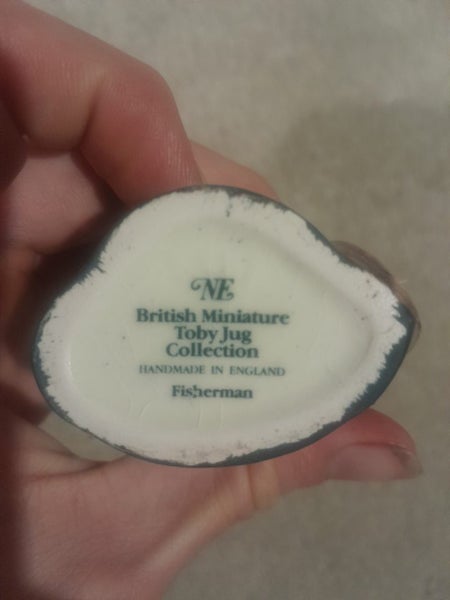 NE
British Miniature
Toby Jug
Collection
HANDMADE IN ENGLAND
Fisherman